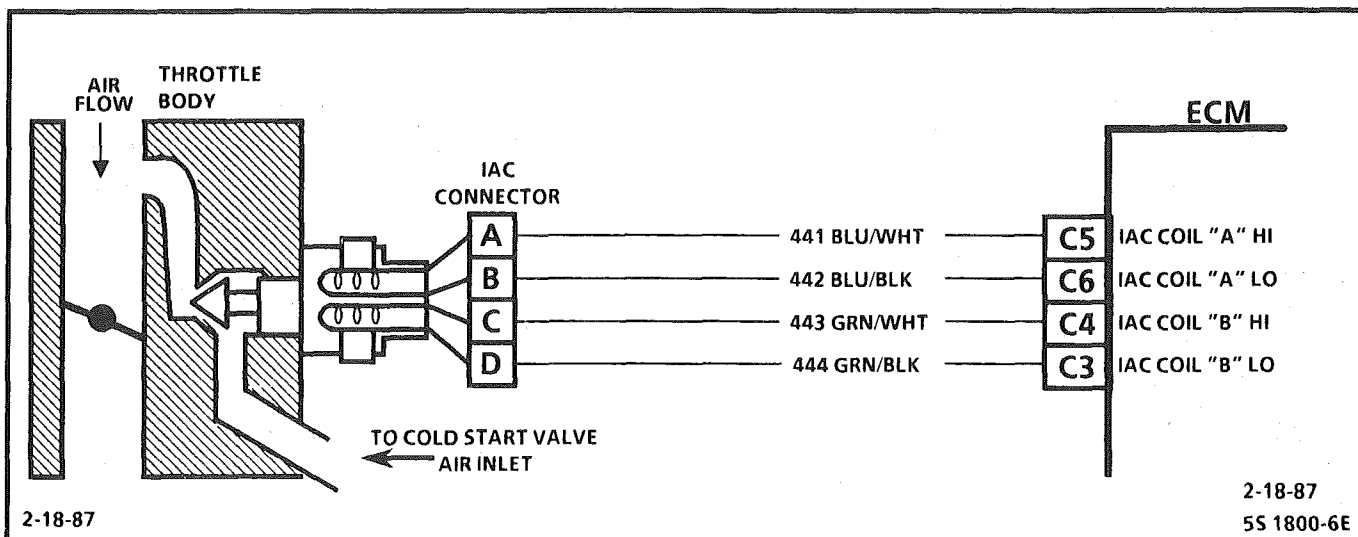 AIR
FLOW
THROTTLE
BODY
IAC
CONNECTOR
ECM
A 441 BLU/WHT C5 IAC COIL "A" HI
B 442 BLU/BLK C6 IAC COIL "A" LO
C 443 GRN/WHT C4 IAC COIL "B" HI
D 444 GRN/BLK C3 IAC COIL "B" LO
TO COLD START VALVE
AIR INLET
2-18-87
2-18-87
5S 1800-6E